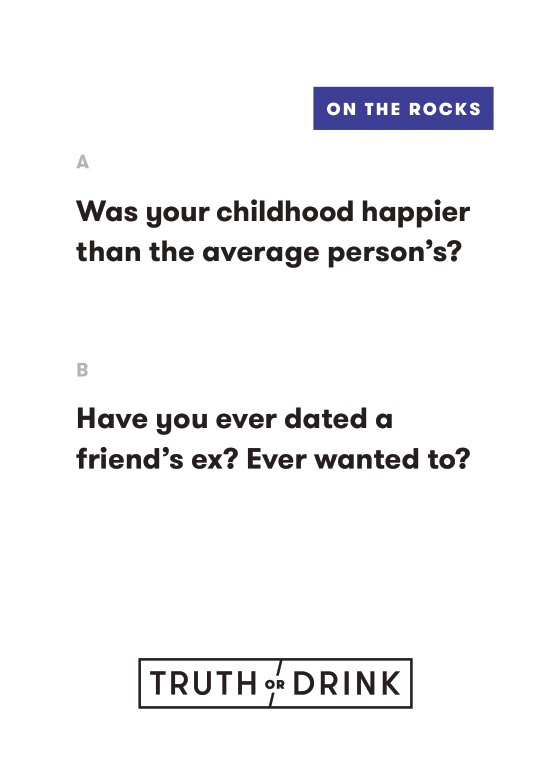 ON THE ROCKS
A
Was your childhood happier
than the average person’s?
B
Have you ever dated a
friend’s ex? Ever wanted to?
TRUTH OR DRINK